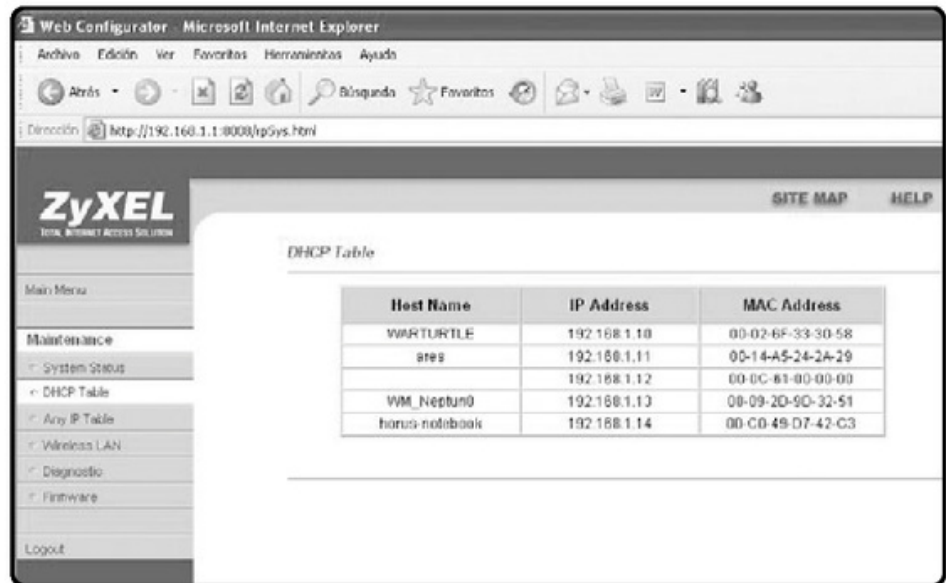 Web Configurator - Microsoft Internet Explorer
Archivo Edición Ver Favoritos Herramientas Ayuda
Atrás Búsqueda Favoritos
Dirección http://192.168.1.1:8008/rpSys.html
ZyXEL
TOTAL INTERNET ACCESS SOLUTION
SITE MAP HELP
DHCP Table
Main Menu
Maintenance
System Status
DHCP Table
Any IP Table
Wireless LAN
Diagnostic
Firmware
Logout
Host Name IP Address MAC Address
WARTURTLE 192.168.1.10 00-02-6F-33-30-58
ares 192.168.1.11 00-14-A5-24-2A-29
192.168.1.12 00-0C-61-00-00-00
WM_Neptun0 192.168.1.13 00-09-2D-9D-32-51
horus-notebook 192.168.1.14 00-C0-49-D7-42-C3